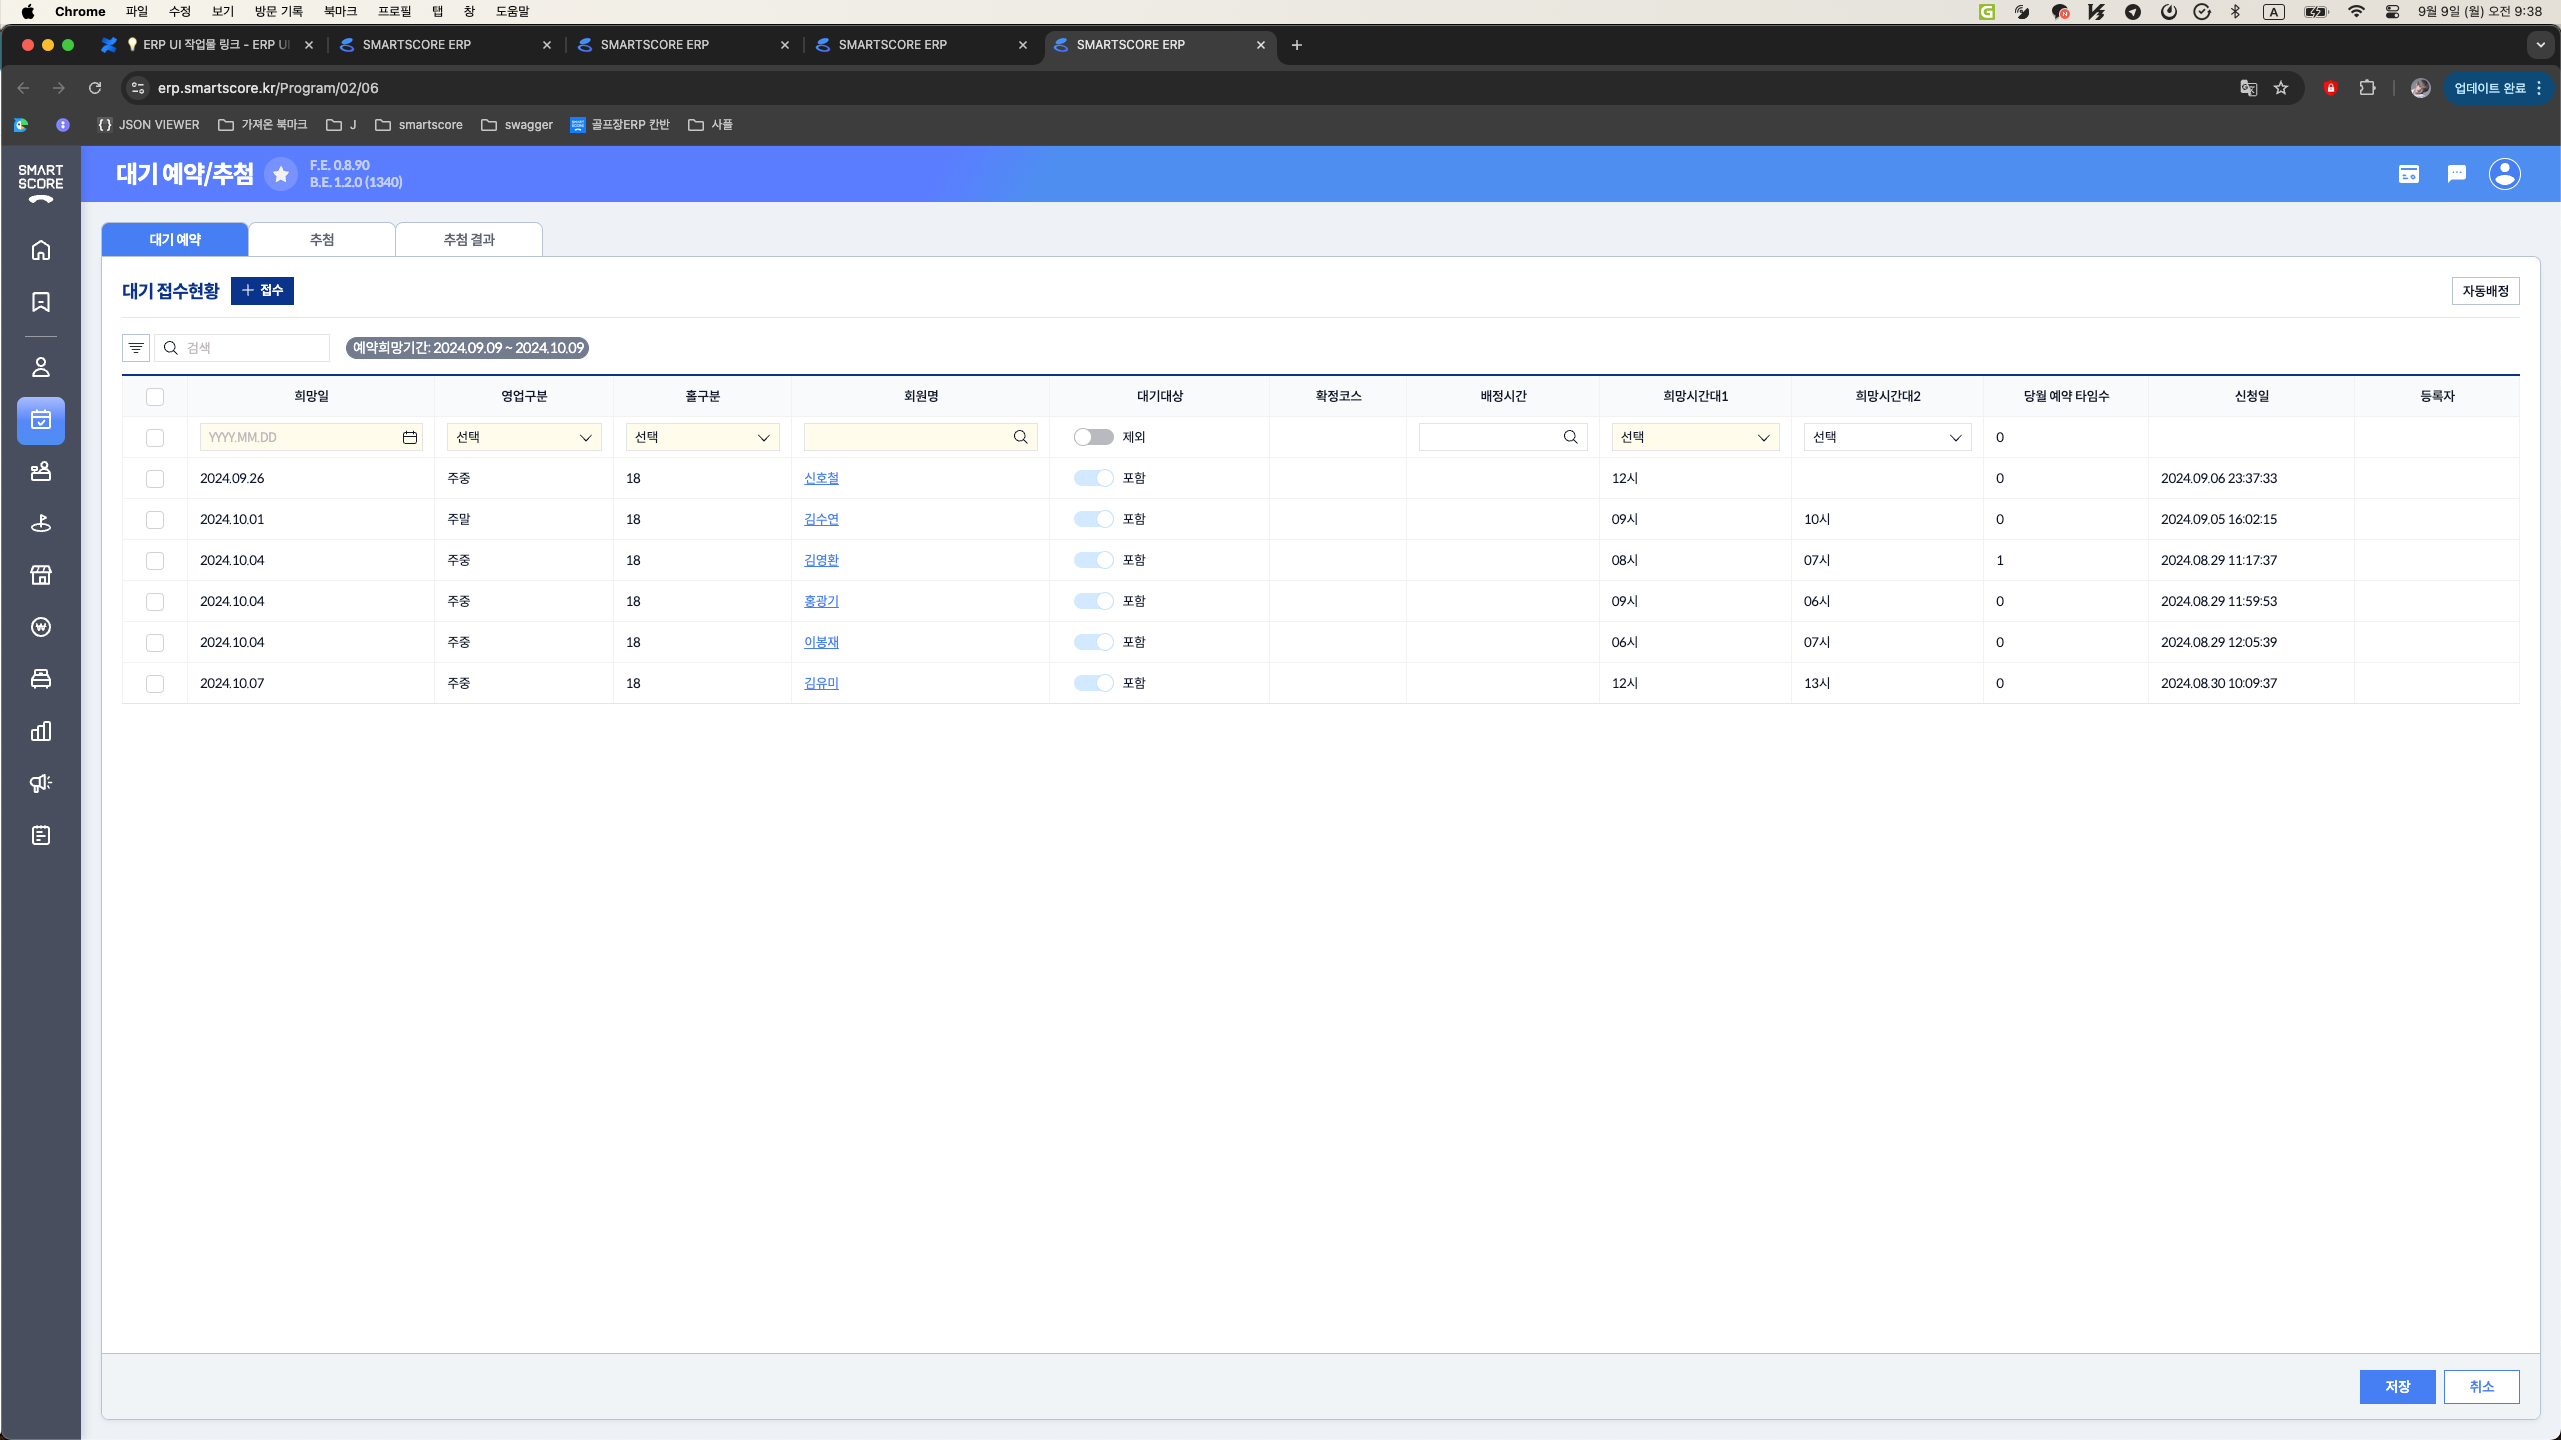 Chrome 파일 수정 보기 방문 기록 북마크 프로필 탭 창 도움말 A 9월 9일 (월) 오전 9:38
ERP UI 작업물 링크 - ERP UI SMARTSCORE ERP SMARTSCORE ERP SMARTSCORE ERP SMARTSCORE ERP
erp.smartscore.kr/Program/02/06 업데이트 완료
JSON VIEWER 가져온 북마크 J smartscore swagger 골프장ERP 칸반 사플
SMART
SCORE
대기 예약/추첨
F.E. 0.8.90
B.E. 1.2.0 (1340)
대기 예약 추첨 추첨 결과
대기 접수현황 + 접수 자동배정
검색 예약희망기간: 2024.09.09 ~ 2024.10.09
희망일 영업구분 홀구분 회원명 대기대상 확정코스 배정시간 희망시간대1 희망시간대2 당월 예약 타임수 신청일 등록자
YYYY.MM.DD 선택 선택 제외 선택 선택 0
2024.09.26 주중 18 신호철 포함 12시 0 2024.09.06 23:37:33
2024.10.01 주말 18 김수연 포함 09시 10시 0 2024.09.05 16:02:15
2024.10.04 주중 18 김영환 포함 08시 07시 1 2024.08.29 11:17:37
2024.10.04 주중 18 홍광기 포함 09시 06시 0 2024.08.29 11:59:53
2024.10.04 주중 18 이봉재 포함 06시 07시 0 2024.08.29 12:05:39
2024.10.07 주중 18 김유미 포함 12시 13시 0 2024.08.30 10:09:37
저장 취소